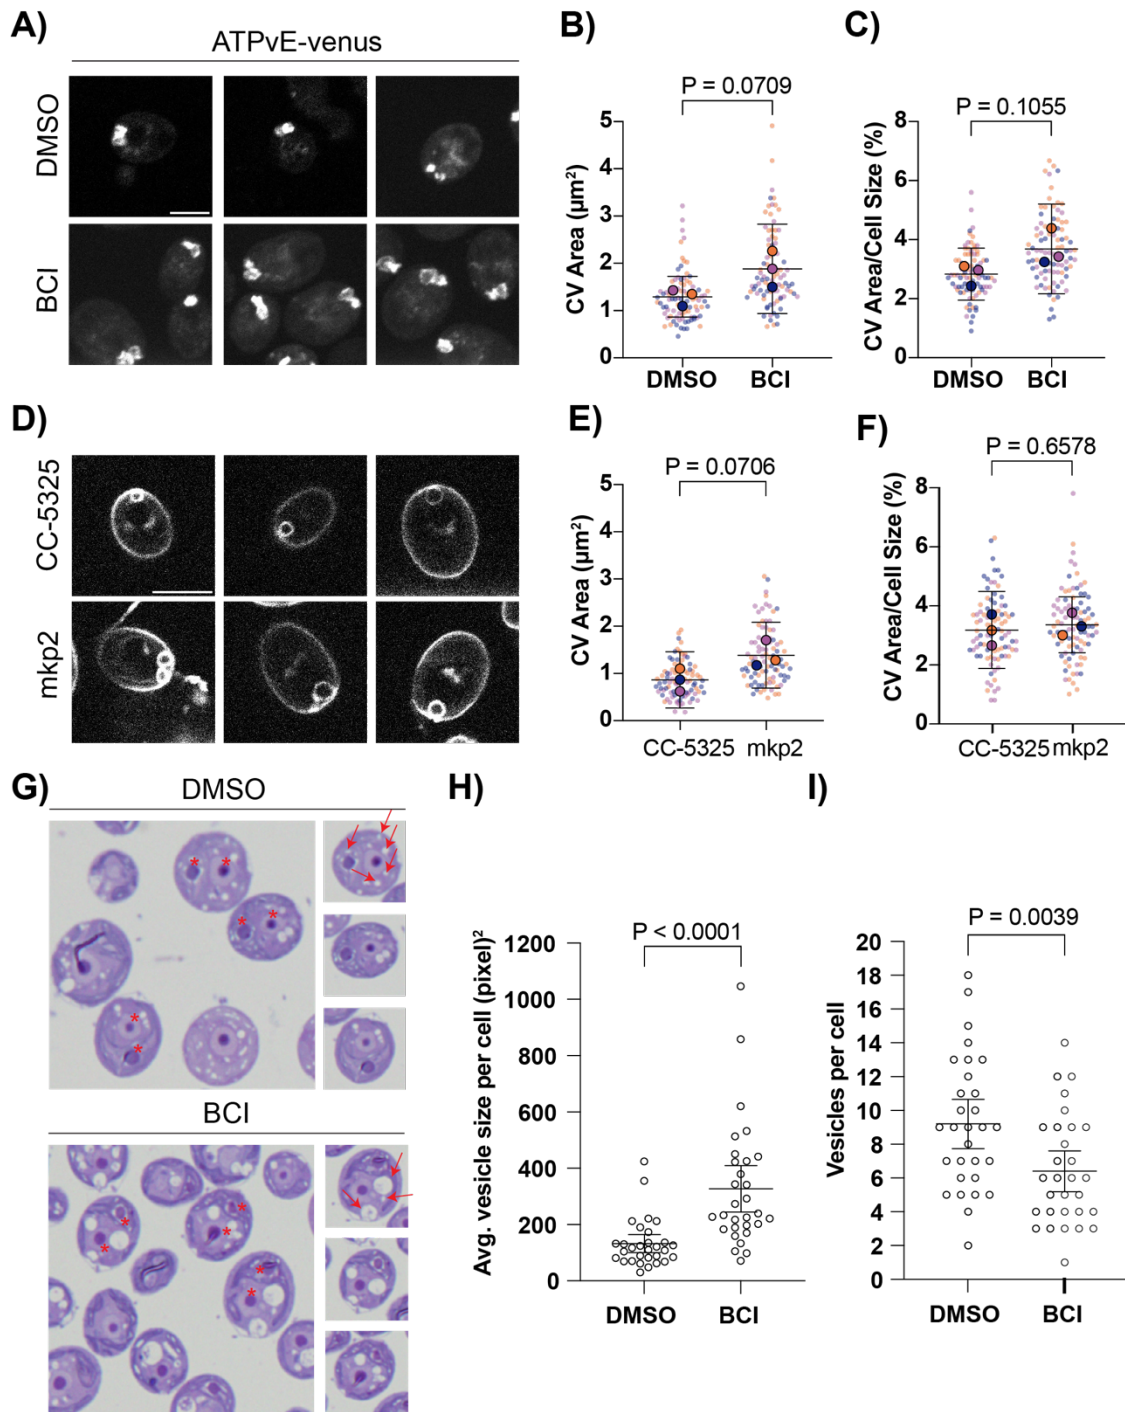 A)
ATPvE-venus
DMSO
BCI
B)
P = 0.0709
CV Area (µm²)
5
4
3
2
1
0
DMSO BCI
C)
P = 0.1055
CV Area/Cell Size (%)
8
6
4
2
0
DMSO BCI
D)
CC-5325
mkp2
E)
P = 0.0706
CV Area (µm²)
5
4
3
2
1
0
CC-5325 mkp2
F)
P = 0.6578
CV Area/Cell Size (%)
8
6
4
2
0
CC-5325 mkp2
G)
DMSO
* *
* *
*
*
BCI
*
*
*
*
*
*
H)
P < 0.0001
Avg. vesicle size per cell (pixel)²
1200
1000
800
600
400
200
0
DMSO BCI
I)
P = 0.0039
Vesicles per cell
20
18
16
14
12
10
8
6
4
2
0
DMSO BCI